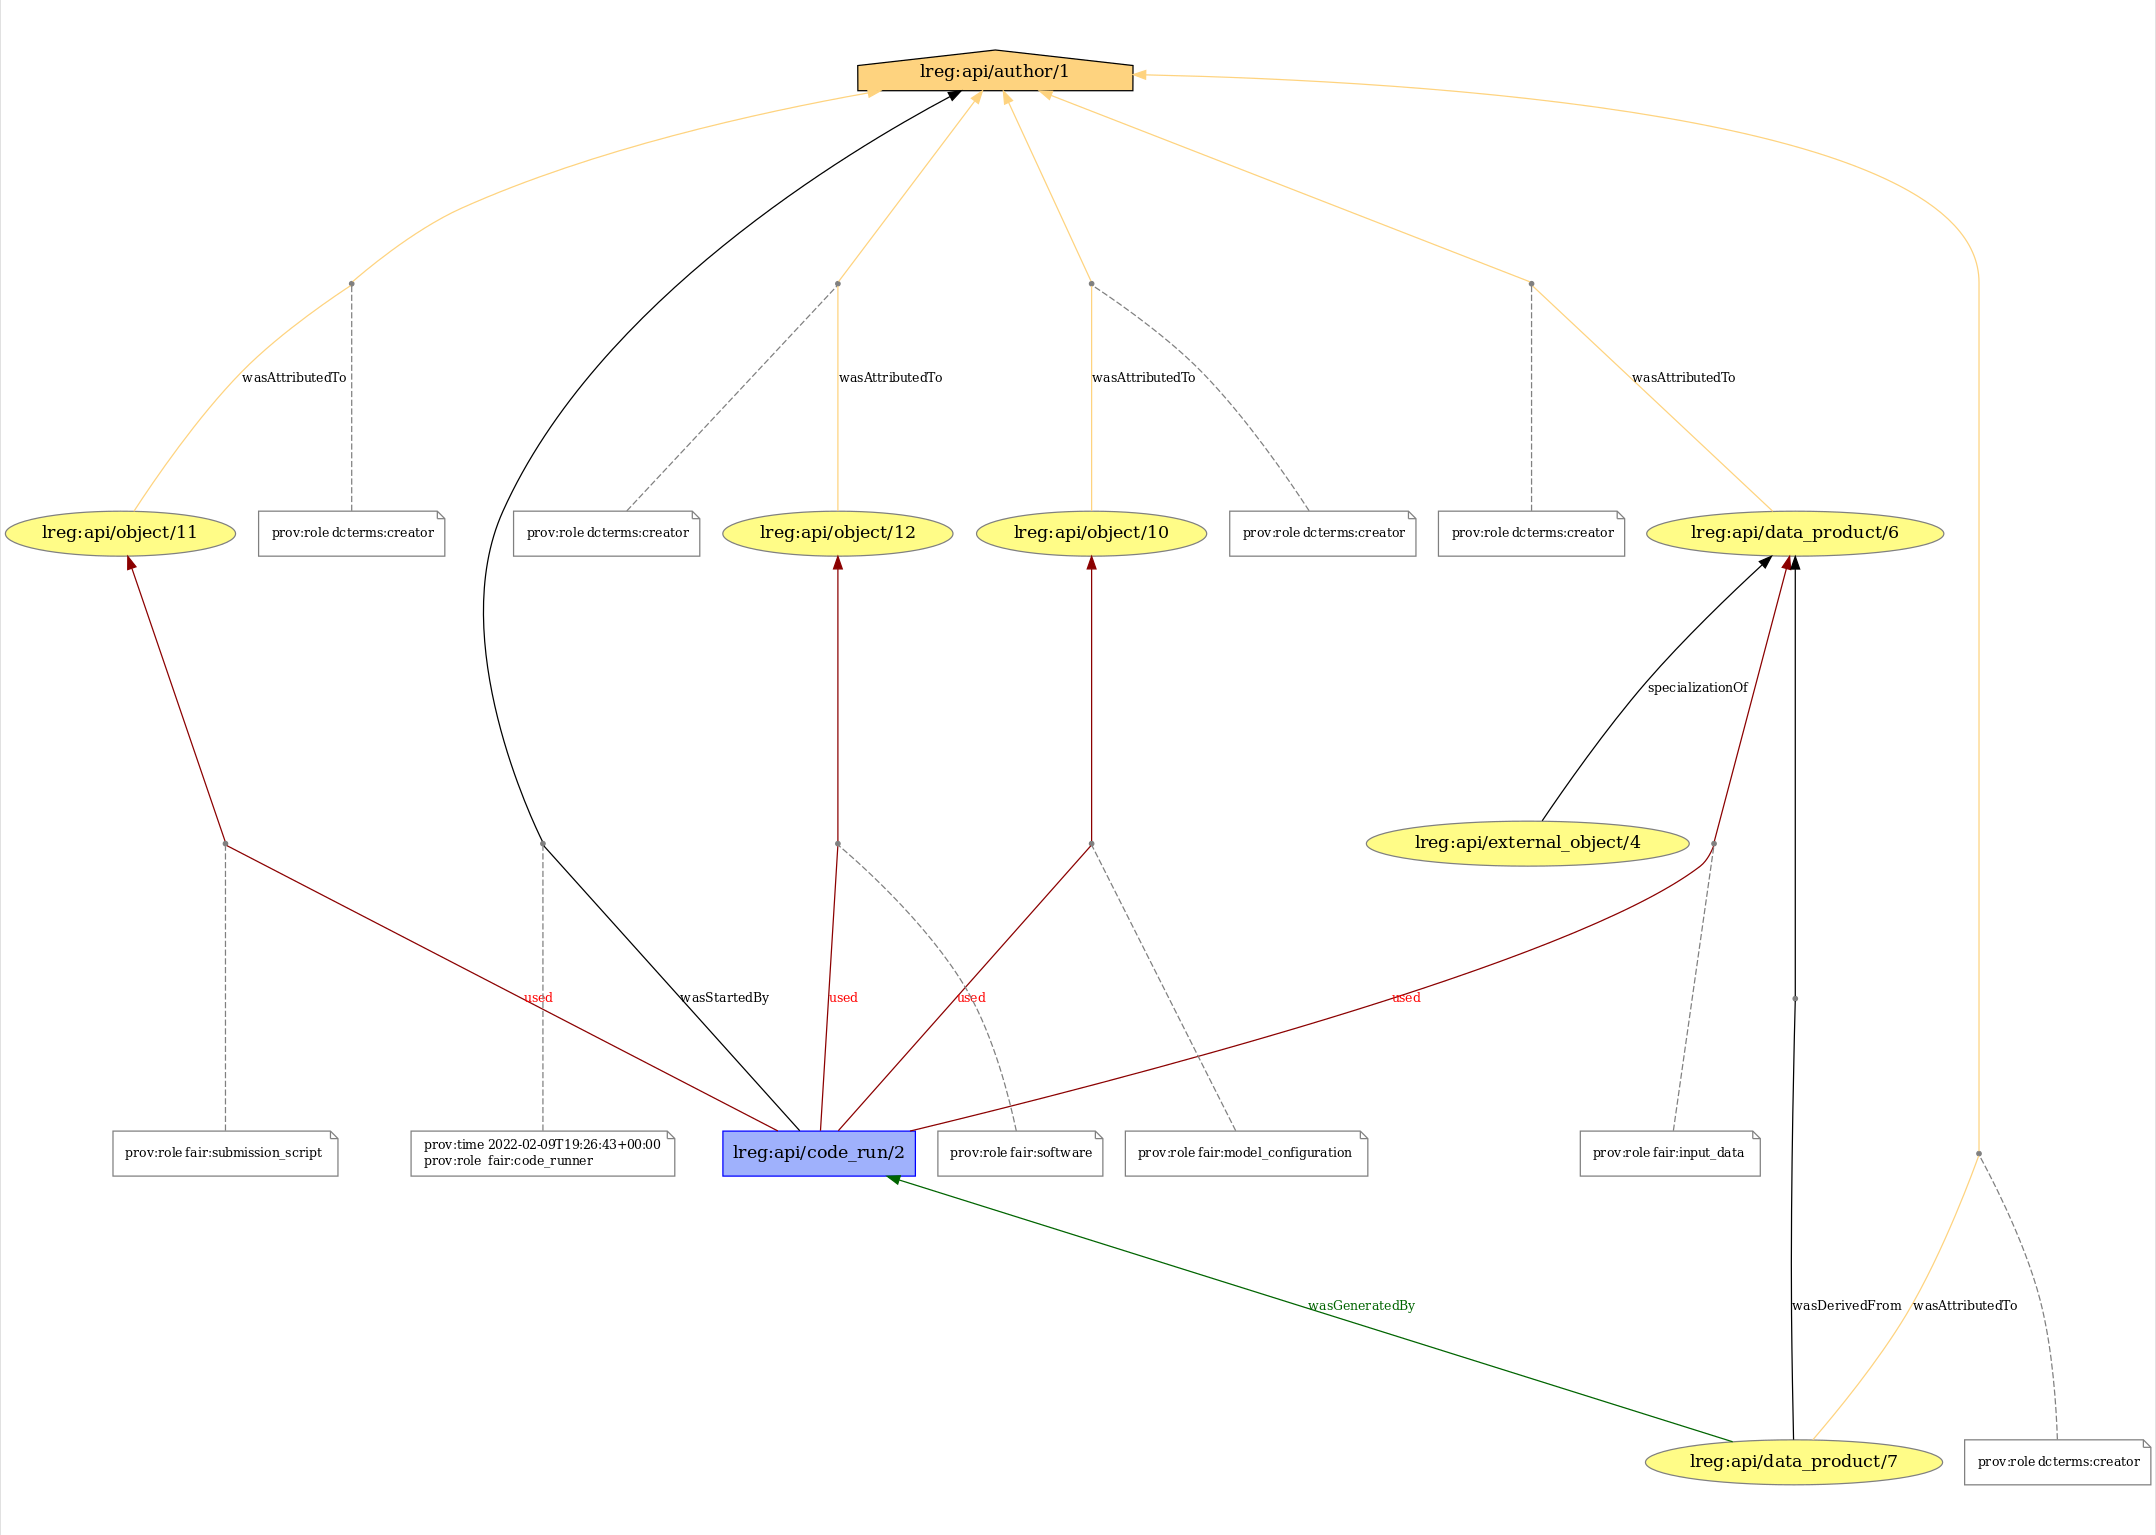 lreg:api/author/1
wasAttributedTo
wasAttributedTo
wasAttributedTo
wasAttributedTo
lreg:api/object/11
prov:role dcterms:creator
prov:role dcterms:creator
lreg:api/object/12
lreg:api/object/10
prov:role dcterms:creator
prov:role dcterms:creator
lreg:api/data_product/6
specializationOf
lreg:api/external_object/4
used
wasStartedBy
used
used
used
prov:role fair:submission_script
prov:time 2022-02-09T19:26:43+00:00
prov:role fair:code_runner
lreg:api/code_run/2
prov:role fair:software
prov:role fair:model_configuration
prov:role fair:input_data
wasGeneratedBy
wasDerivedFrom
wasAttributedTo
lreg:api/data_product/7
prov:role dcterms:creator